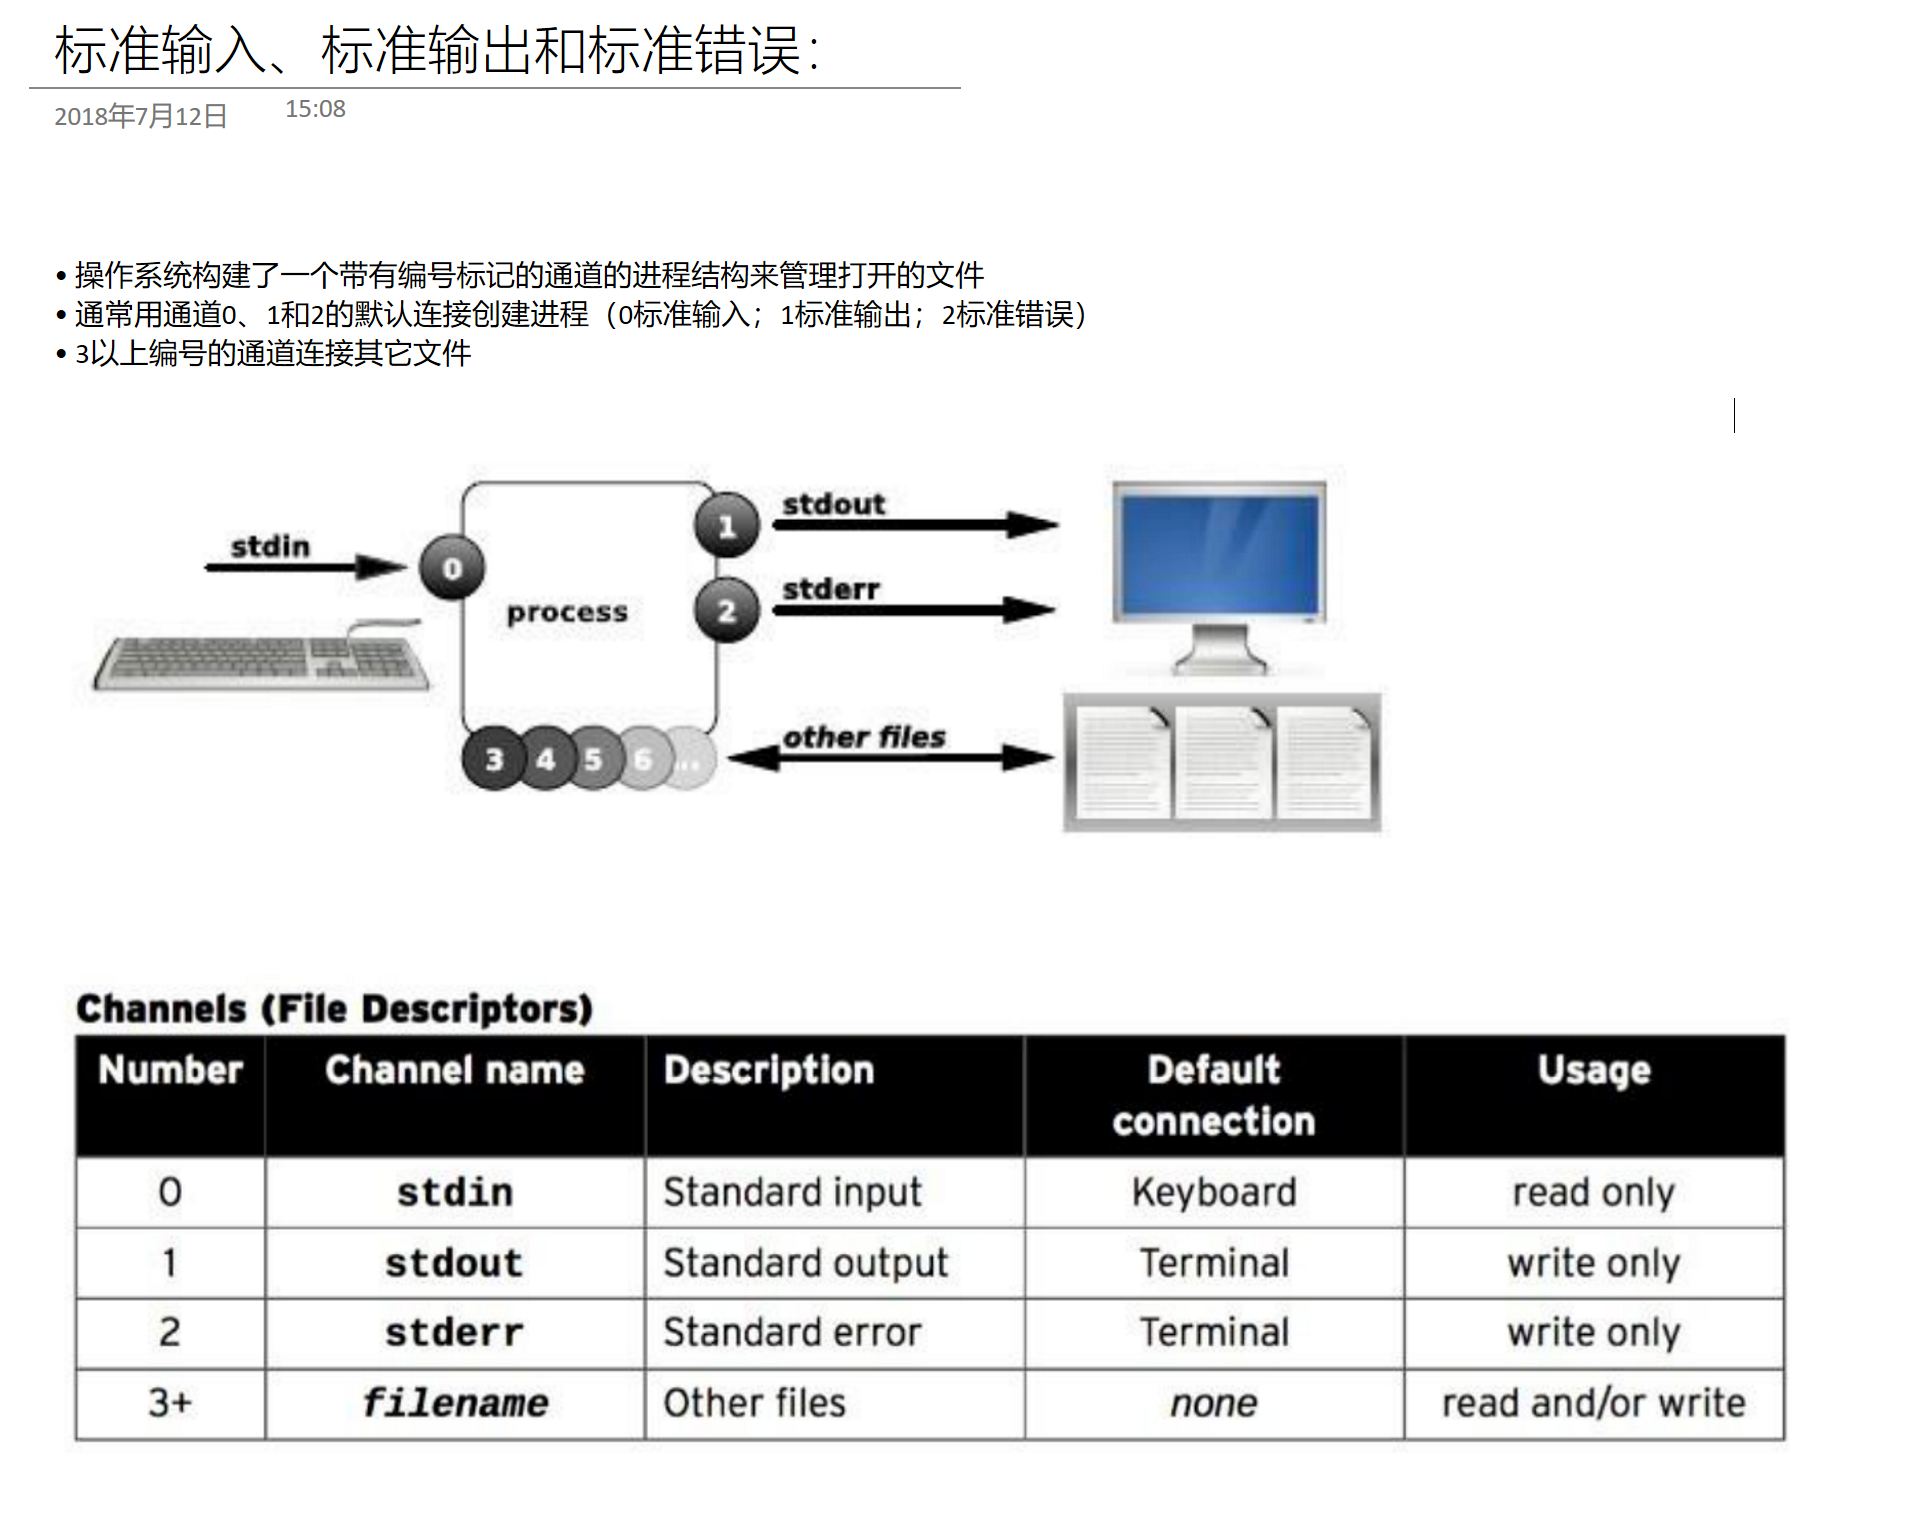 标准输入、标准输出和标准错误：
2018年7月12日 15:08
• 操作系统构建了一个带有编号标记的通道的进程结构来管理打开的文件
• 通常用通道0、1和2的默认连接创建进程（0标准输入；1标准输出；2标准错误）
• 3以上编号的通道连接其它文件
stdin
0
process
1
stdout
2
stderr
3 4 5 6 ...
other files
Channels (File Descriptors)
Number Channel name Description Default connection Usage
0 stdin Standard input Keyboard read only
1 stdout Standard output Terminal write only
2 stderr Standard error Terminal write only
3+ filename Other files none read and/or write